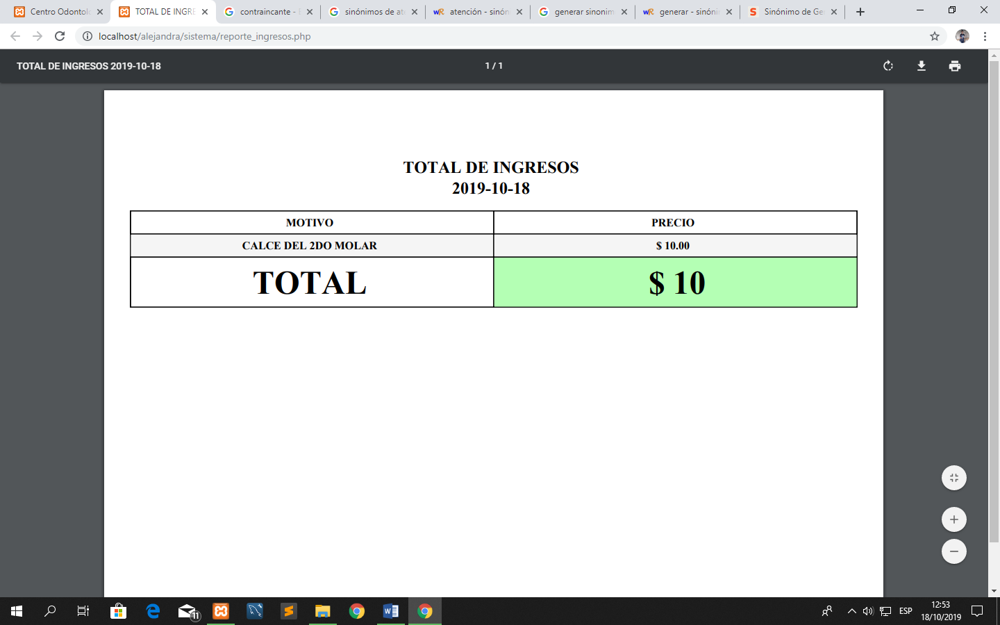 Centro Odontol
TOTAL DE INGRE
contraincante -
sinónimos de at
atención - sinón
generar sinonim
generar - sinóni
Sinónimo de Ge
localhost/alejandra/sistema/reporte_ingresos.php
TOTAL DE INGRESOS 2019-10-18
1 / 1
TOTAL DE INGRESOS
2019-10-18
MOTIVO PRECIO
CALCE DEL 2DO MOLAR $ 10.00
TOTAL $ 10
11
ESP
12:53
18/10/2019